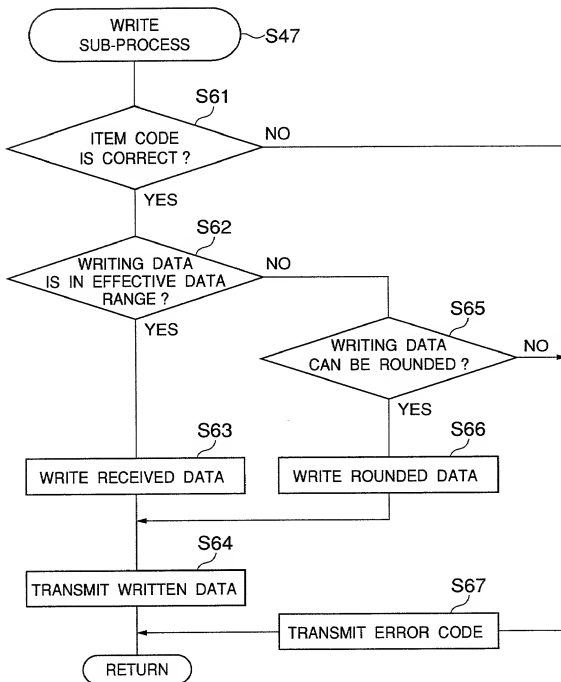 WRITE
SUB-PROCESS
S47
S61
ITEM CODE
IS CORRECT ?
NO
YES
S62
WRITING DATA
IS IN EFFECTIVE DATA
RANGE ?
NO
YES
S65
WRITING DATA
CAN BE ROUNDED ?
NO
YES
S63
WRITE RECEIVED DATA
S66
WRITE ROUNDED DATA
S64
TRANSMIT WRITTEN DATA
S67
TRANSMIT ERROR CODE
RETURN